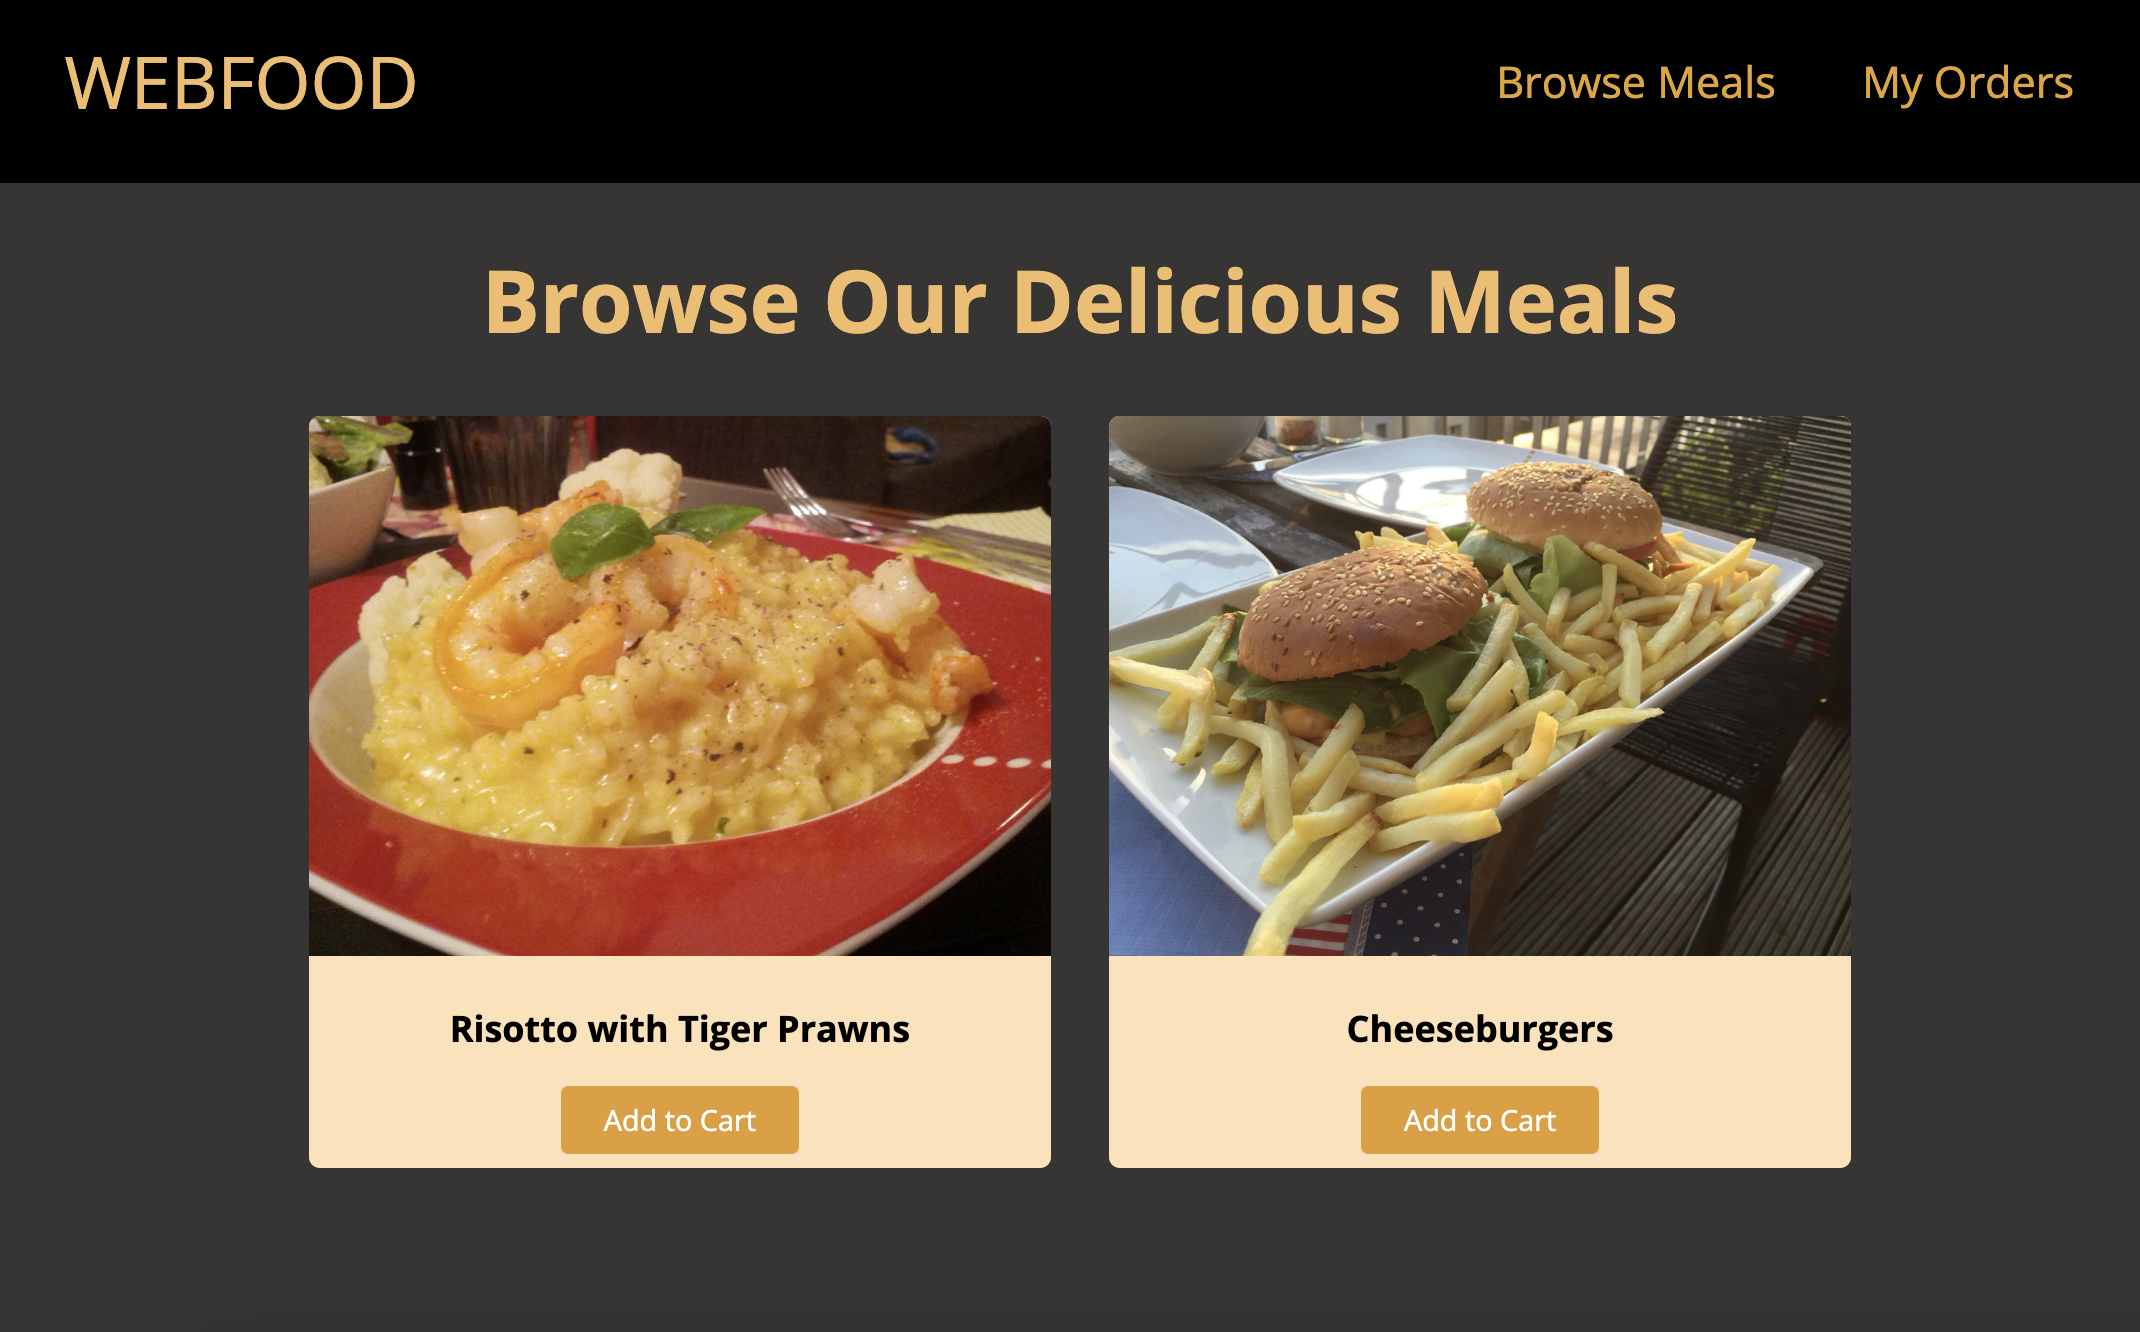 WEBFOOD
Browse Meals
My Orders
Browse Our Delicious Meals
Risotto with Tiger Prawns
Add to Cart
Cheeseburgers
Add to Cart